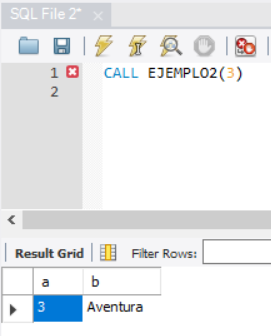 SQL File 2* ×
1 CALL EJEMPLO2(3)
2
Result Grid Filter Rows:
a b
3 Aventura